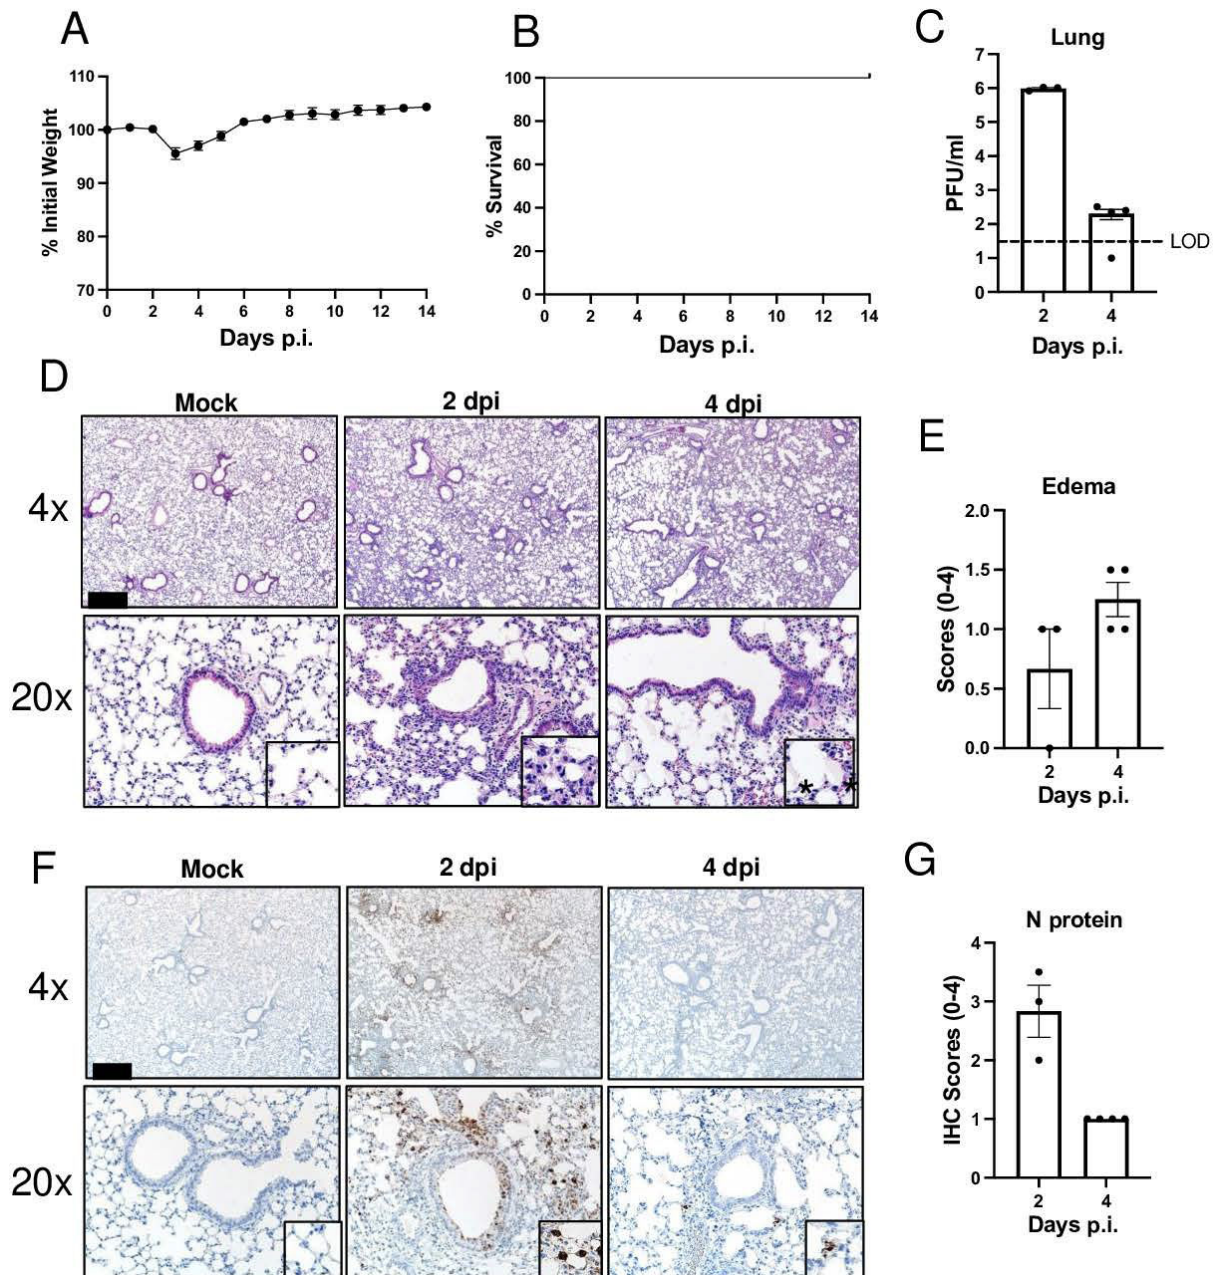 A
110
100
90
80
70
% Initial Weight
0 2 4 6 8 10 12 14
Days p.i.
B
100
80
60
40
20
0
% Survival
0 2 4 6 8 10 12 14
Days p.i.
C
Lung
7
6
5
4
3
2
1
0
PFU/ml
LOD
2 4
Days p.i.
D
Mock 2 dpi 4 dpi
4x
20x
* *
E
Edema
2.0
1.5
1.0
0.5
0.0
Scores (0-4)
2 4
Days p.i.
F
Mock 2 dpi 4 dpi
4x
20x
G
N protein
4
3
2
1
0
IHC Scores (0-4)
2 4
Days p.i.